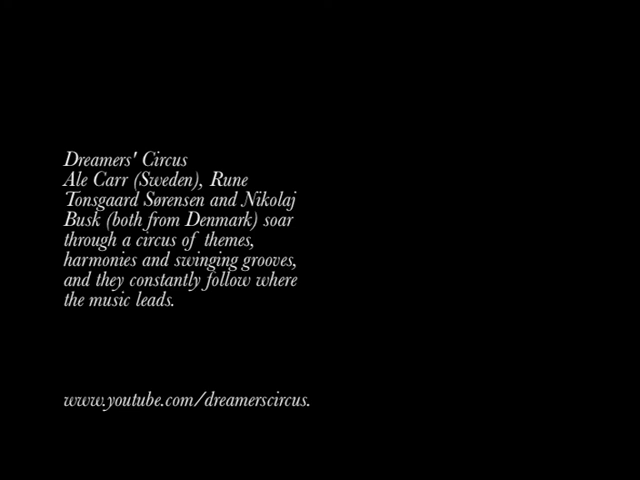 Dreamers' Circus
Ale Carr (Sweden), Rune
Tonsgaard Sørensen and Nikolaj
Busk (both from Denmark) soar
through a circus of themes,
harmonies and swinging grooves,
and they constantly follow where
the music leads.
www.youtube.com/dreamerscircus.